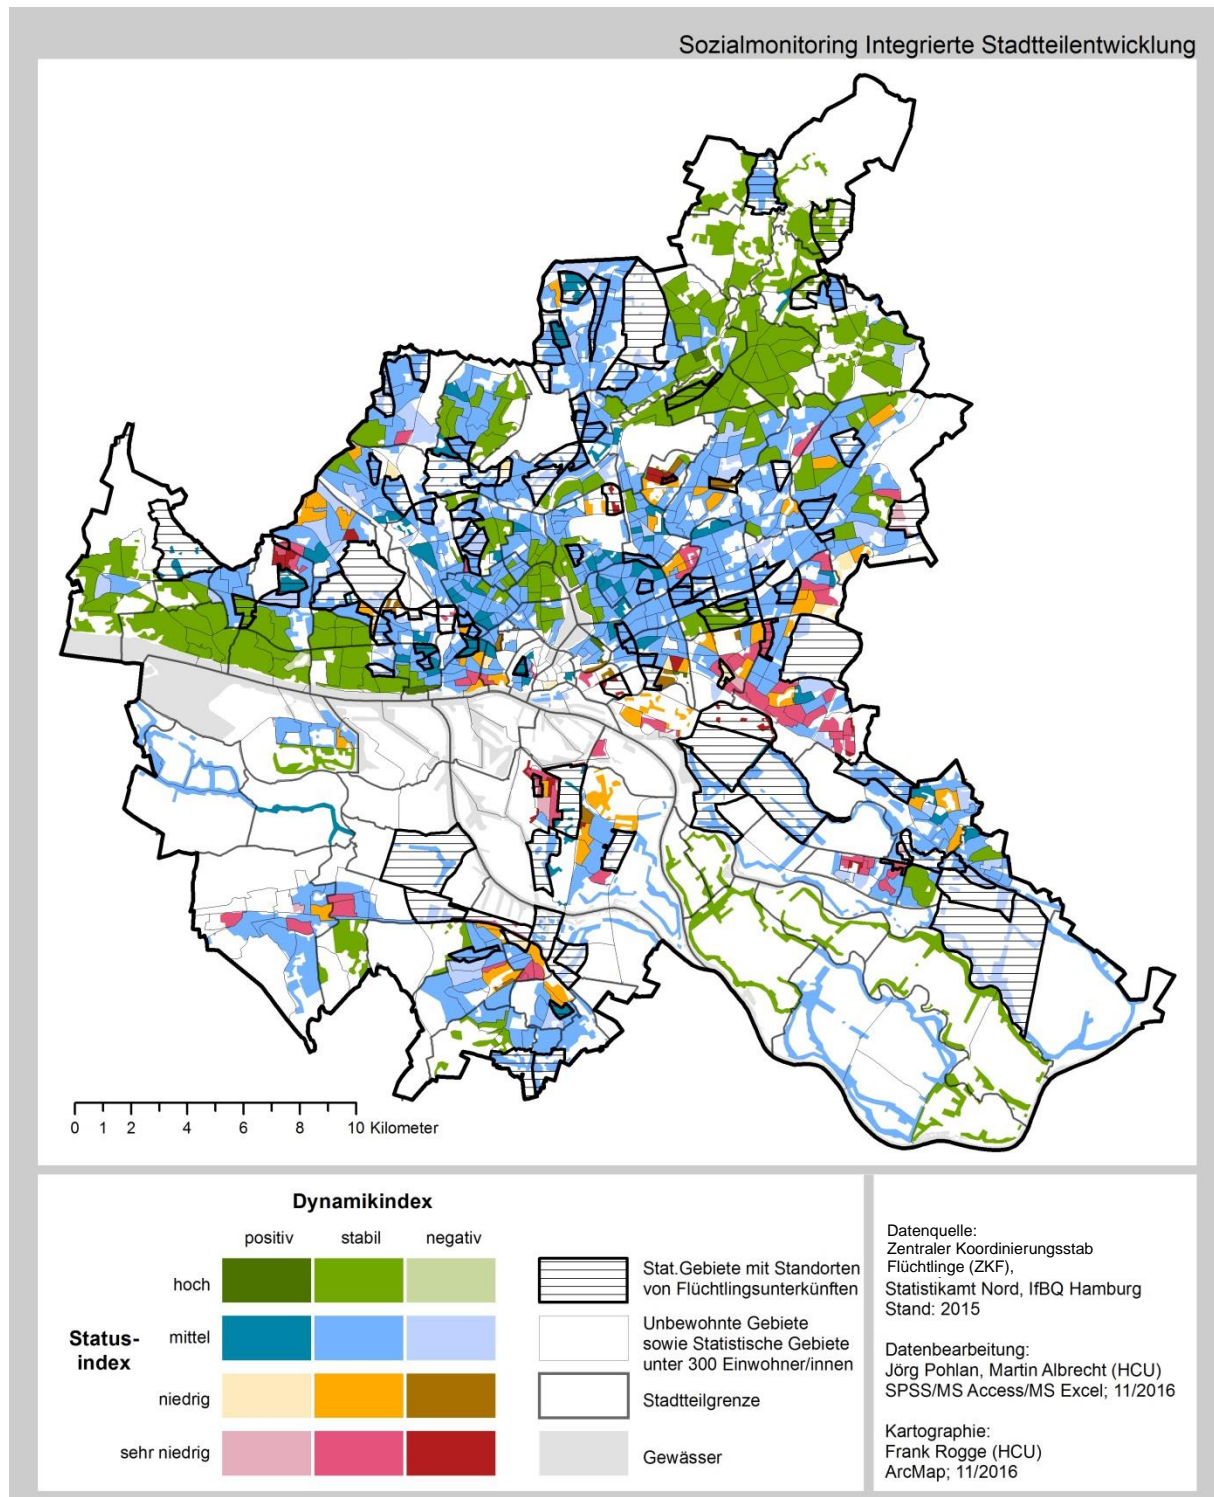 Sozialmonitoring Integrierte Stadtteilentwicklung
0 1 2 4 6 8 10 Kilometer
Dynamikindex
positiv stabil negativ
hoch
Status-
index
mittel
niedrig
sehr niedrig
Stat.Gebiete mit Standorten
von Flüchtlingsunterkünften
Unbewohnte Gebiete
sowie Statistische Gebiete
unter 300 Einwohner/innen
Stadtteilgrenze
Gewässer
Datenquelle:
Zentraler Koordinierungsstab
Flüchtlinge (ZKF),
Statistikamt Nord, IfBQ Hamburg
Stand: 2015
Datenbearbeitung:
Jörg Pohlan, Martin Albrecht (HCU)
SPSS/MS Access/MS Excel; 11/2016
Kartographie:
Frank Rogge (HCU)
ArcMap; 11/2016